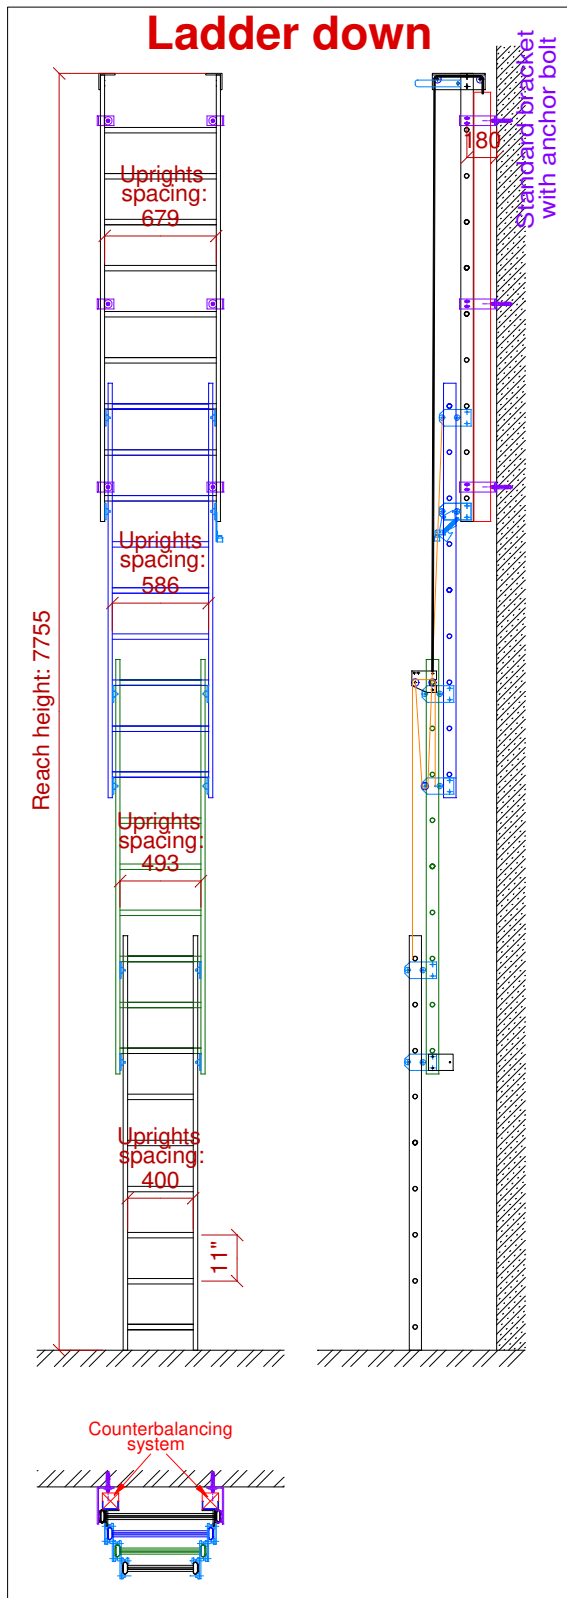 Ladder down
Standard bracket
with anchor bolt
180
Uprights
spacing:
679
Uprights
spacing:
586
Reach height: 7755
Uprights
spacing:
493
Uprights
spacing:
400
11"
Counterbalancing
system